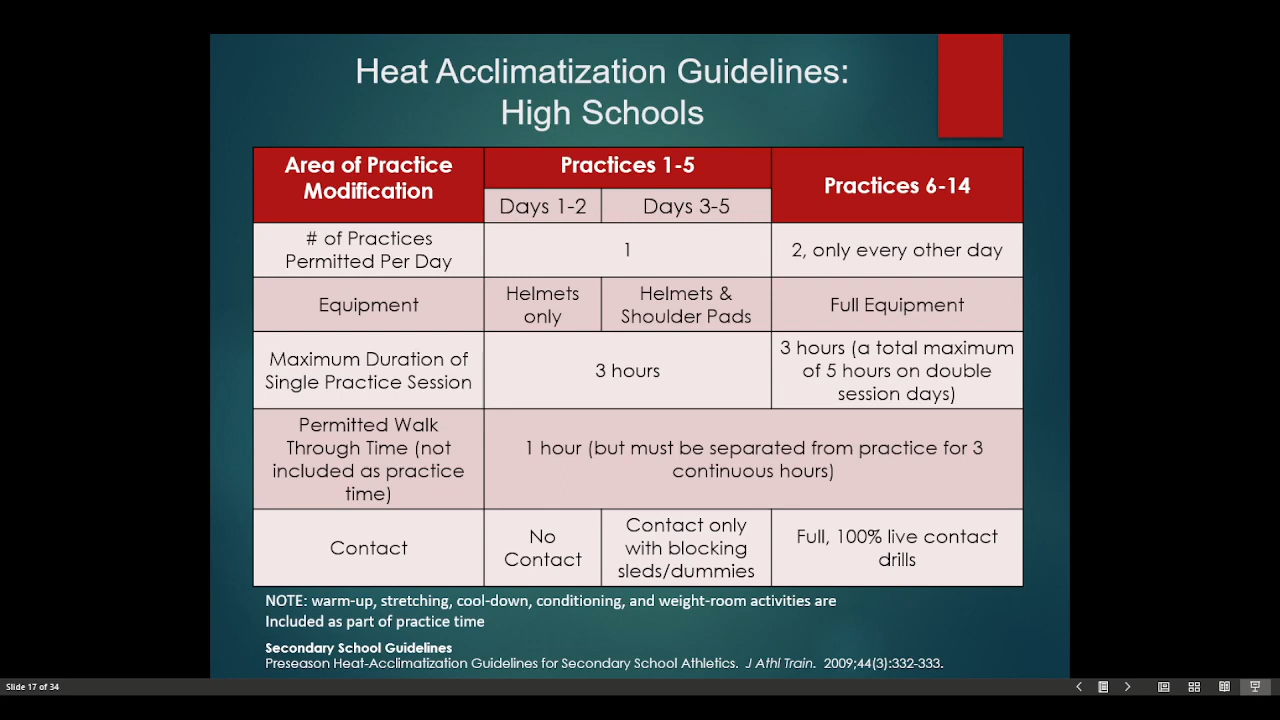 Heat Acclimatization Guidelines:
High Schools
Area of Practice
Modification
Practices 1-5
Practices 6-14
Days 1-2
Days 3-5
# of Practices
Permitted Per Day
1
2, only every other day
Equipment
Helmets
only
Helmets &
Shoulder Pads
Full Equipment
Maximum Duration of
Single Practice Session
3 hours
3 hours (a total maximum
of 5 hours on double
session days)
Permitted Walk
Through Time (not
included as practice
time)
1 hour (but must be separated from practice for 3
continuous hours)
Contact
No
Contact
Contact only
with blocking
sleds/dummies
Full, 100% live contact
drills
NOTE: warm-up, stretching, cool-down, conditioning, and weight-room activities are
Included as part of practice time
Secondary School Guidelines
Preseason Heat-Acclimatization Guidelines for Secondary School Athletics. J Athl Train. 2009;44(3):332-333.
Slide 17 of 34